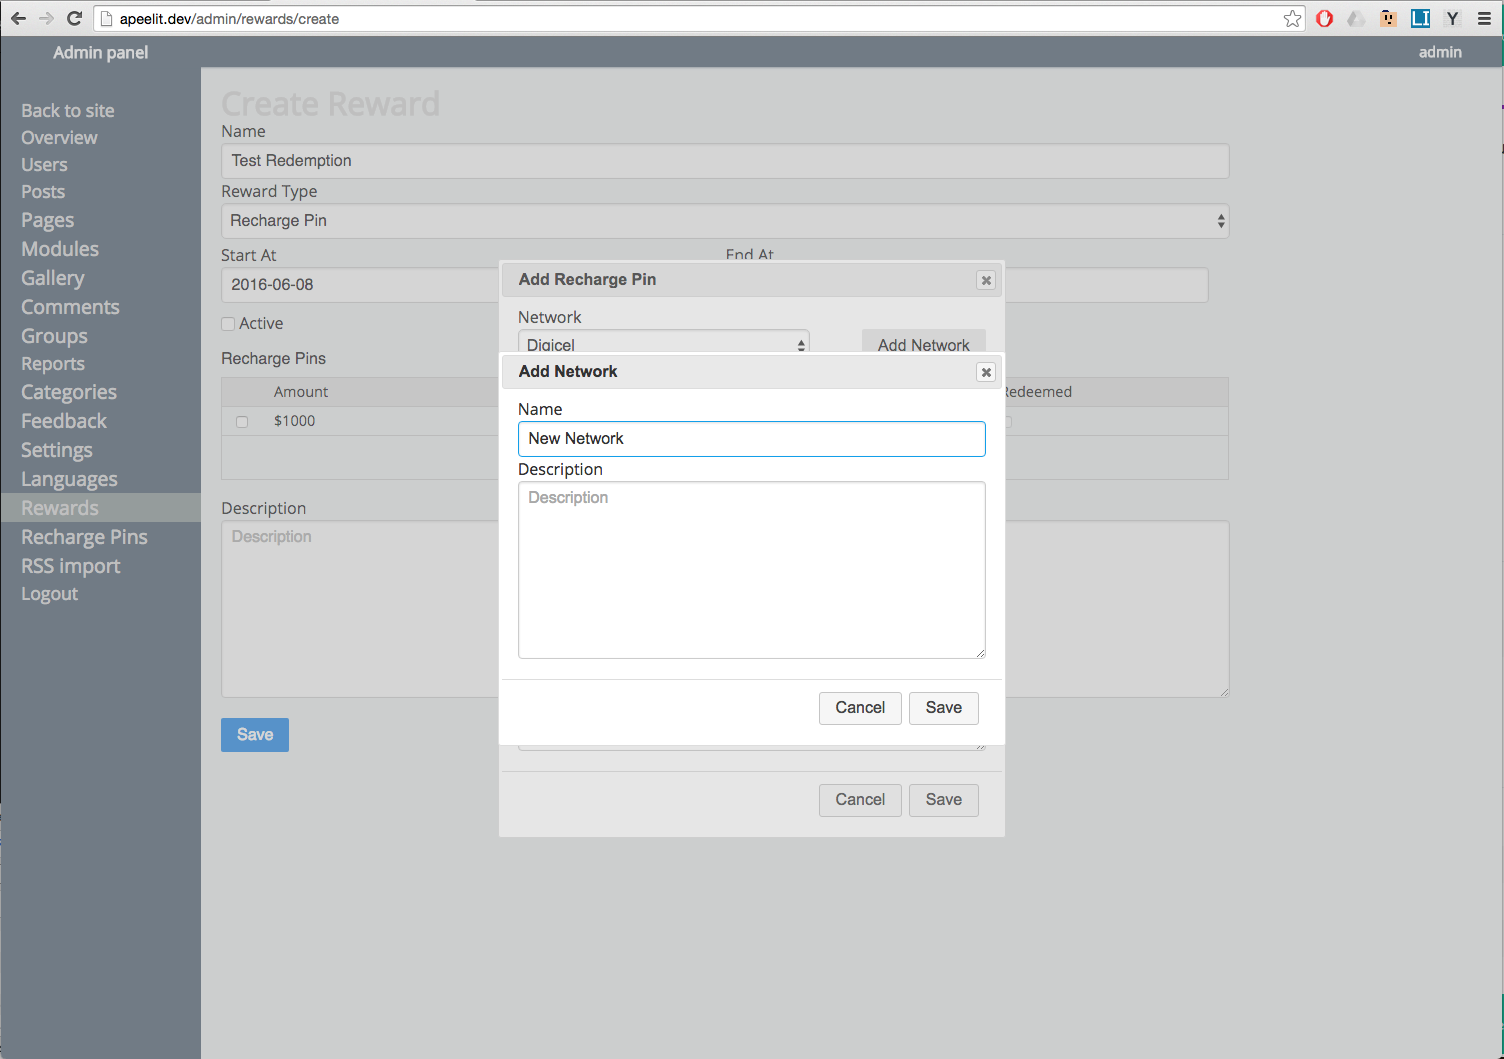 apeelit.dev/admin/rewards/create
LI
Y
Admin panel
admin
Back to site
Overview
Users
Posts
Pages
Modules
Gallery
Comments
Groups
Reports
Categories
Feedback
Settings
Languages
Rewards
Recharge Pins
RSS import
Logout
Create Reward
Name
Test Redemption
Reward Type
Recharge Pin
Start At
End At
2016-06-08
Active
Recharge Pins
Amount
Redeemed
$1000
Description
Description
Save
Add Recharge Pin
Network
Digicel
Add Network
Add Network
Name
New Network
Description
Description
Cancel
Save
Cancel
Save